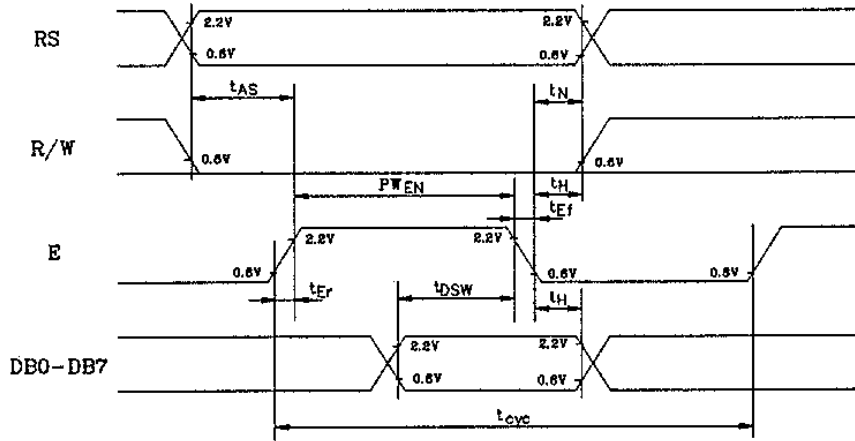 RS
2.2V
2.2V
0.6V
0.6V
tAS
tN
R/W
0.6V
0.6V
PWEN
tH
tEf
E
2.2V
2.2V
0.6V
0.6V
0.6V
tEr
tDSW
tH
DB0-DB7
2.2V
2.2V
0.6V
0.6V
tcyc